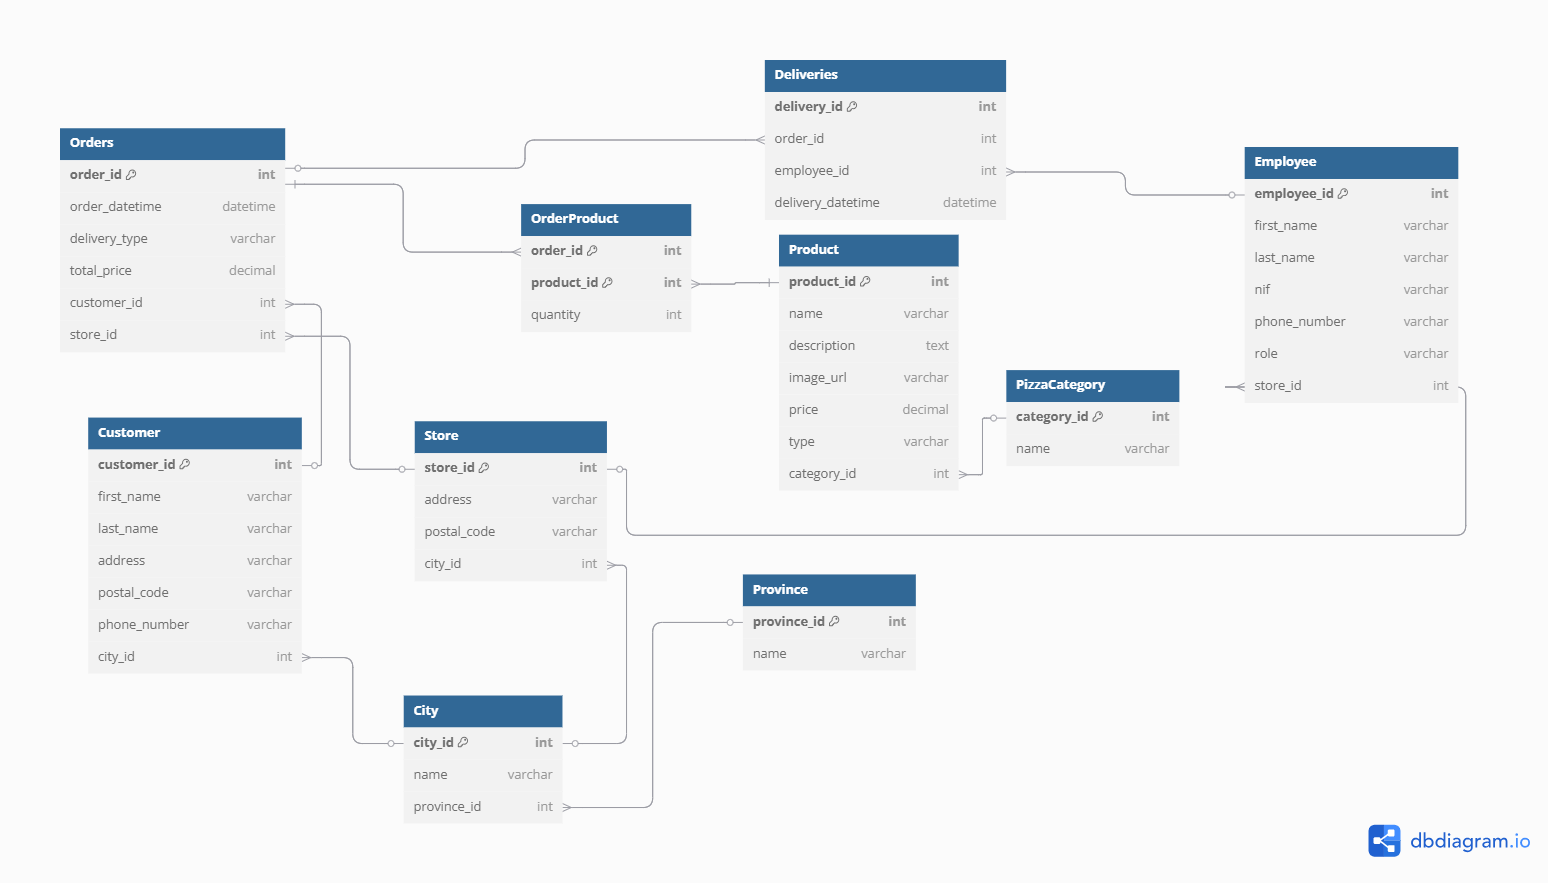 Deliveries
delivery_id int
order_id int
employee_id int
delivery_datetime datetime
Orders
order_id int
order_datetime datetime
delivery_type varchar
total_price decimal
customer_id int
store_id int
Employee
employee_id int
first_name varchar
last_name varchar
nif varchar
phone_number varchar
role varchar
store_id int
OrderProduct
order_id int
product_id int
quantity int
Product
product_id int
name varchar
description text
image_url varchar
price decimal
type varchar
category_id int
PizzaCategory
category_id int
name varchar
Customer
customer_id int
first_name varchar
last_name varchar
address varchar
postal_code varchar
phone_number varchar
city_id int
Store
store_id int
address varchar
postal_code varchar
city_id int
Province
province_id int
name varchar
City
city_id int
name varchar
province_id int
dbdiagram.io